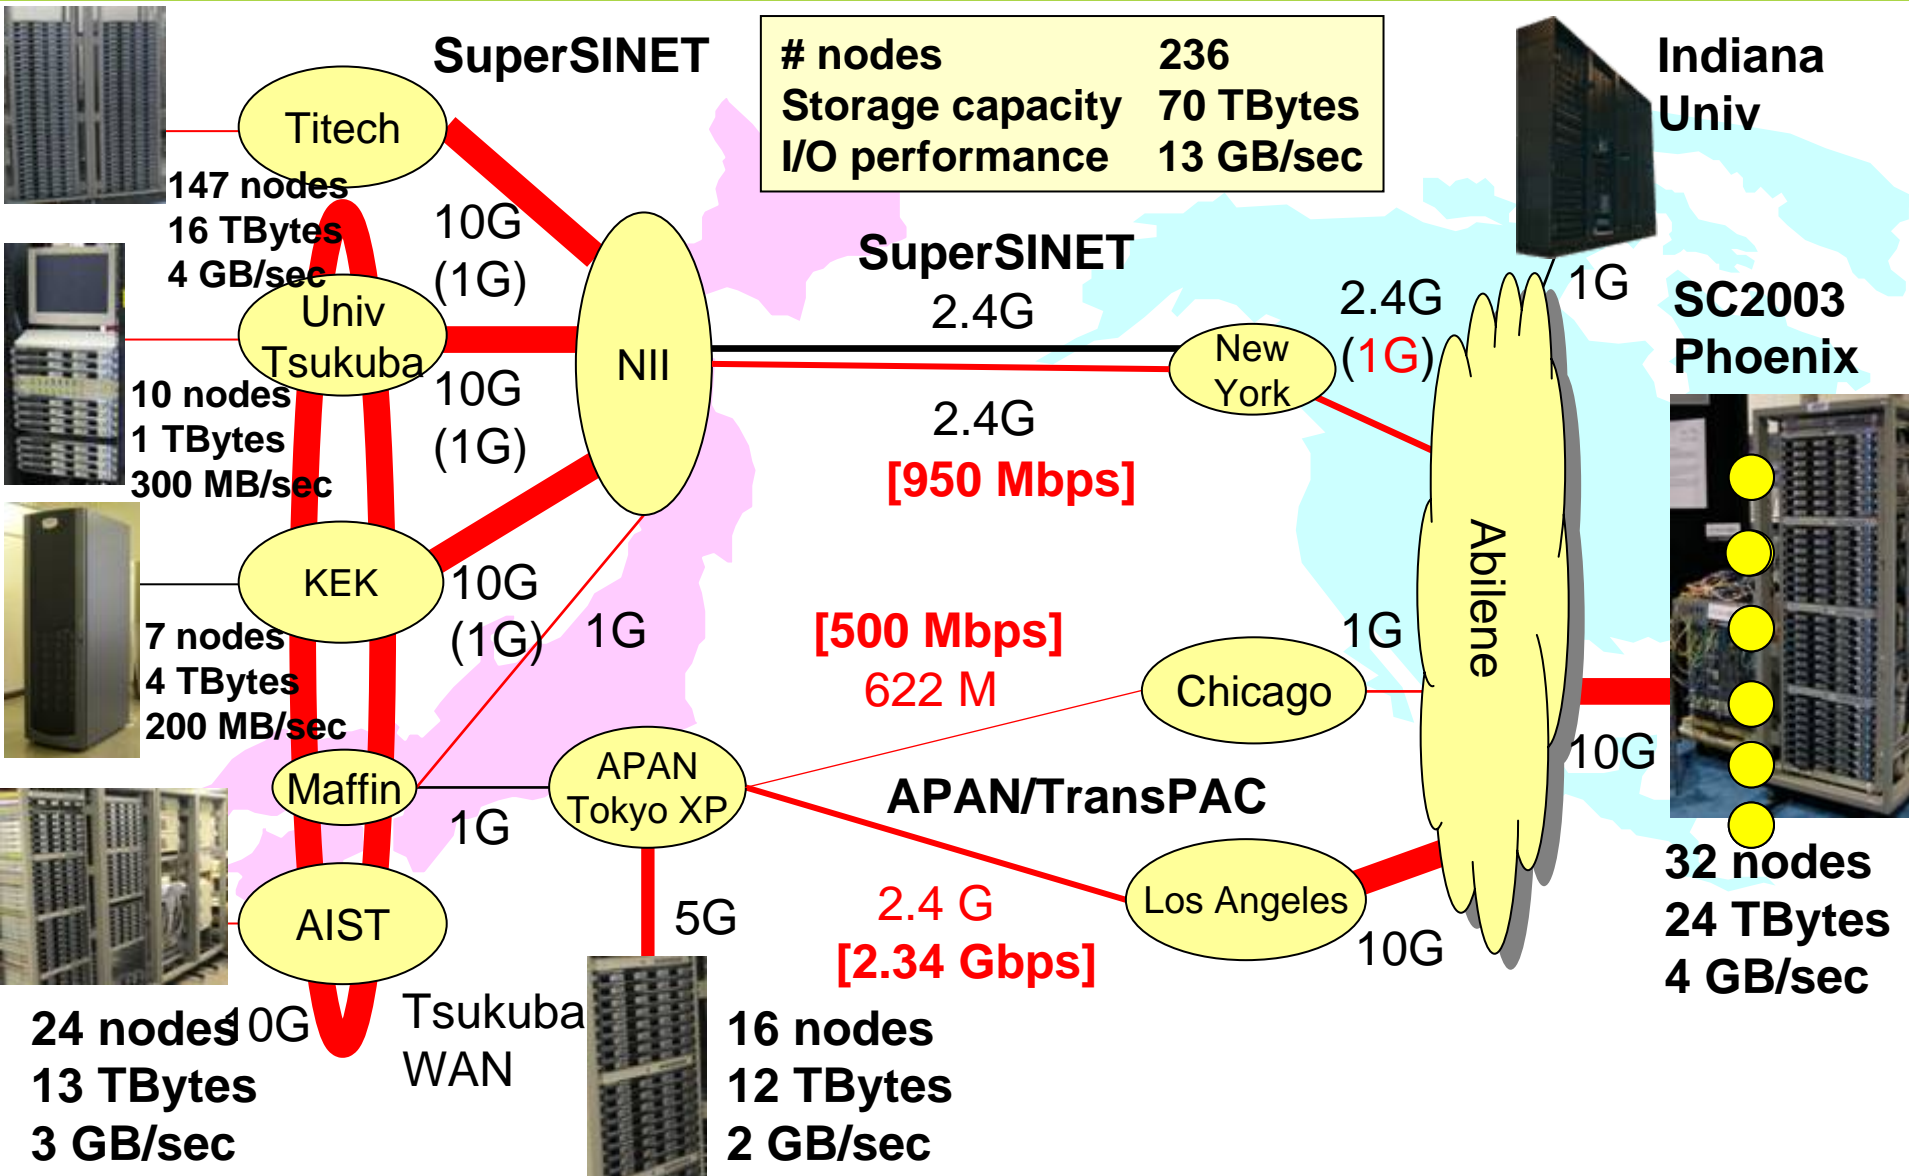 SuperSINET
# nodes 236
Storage capacity 70 TBytes
I/O performance 13 GB/sec
Indiana
Univ
Titech
147 nodes
16 TBytes
4 GB/sec
10G
(1G)
SuperSINET
2.4G
2.4G
(1G)
1G
SC2003
Phoenix
Univ
Tsukuba
10 nodes
1 TBytes
300 MB/sec
10G
(1G)
NII
New
York
2.4G
[950 Mbps]
Abilene
KEK
7 nodes
4 TBytes
200 MB/sec
10G
(1G)
1G
[500 Mbps]
622 M
1G
Chicago
10G
Maffin
1G
APAN
Tokyo XP
APAN/TransPAC
Los Angeles
10G
2.4 G
[2.34 Gbps]
5G
32 nodes
24 TBytes
4 GB/sec
AIST
10G
Tsukuba
WAN
24 nodes
13 TBytes
3 GB/sec
16 nodes
12 TBytes
2 GB/sec